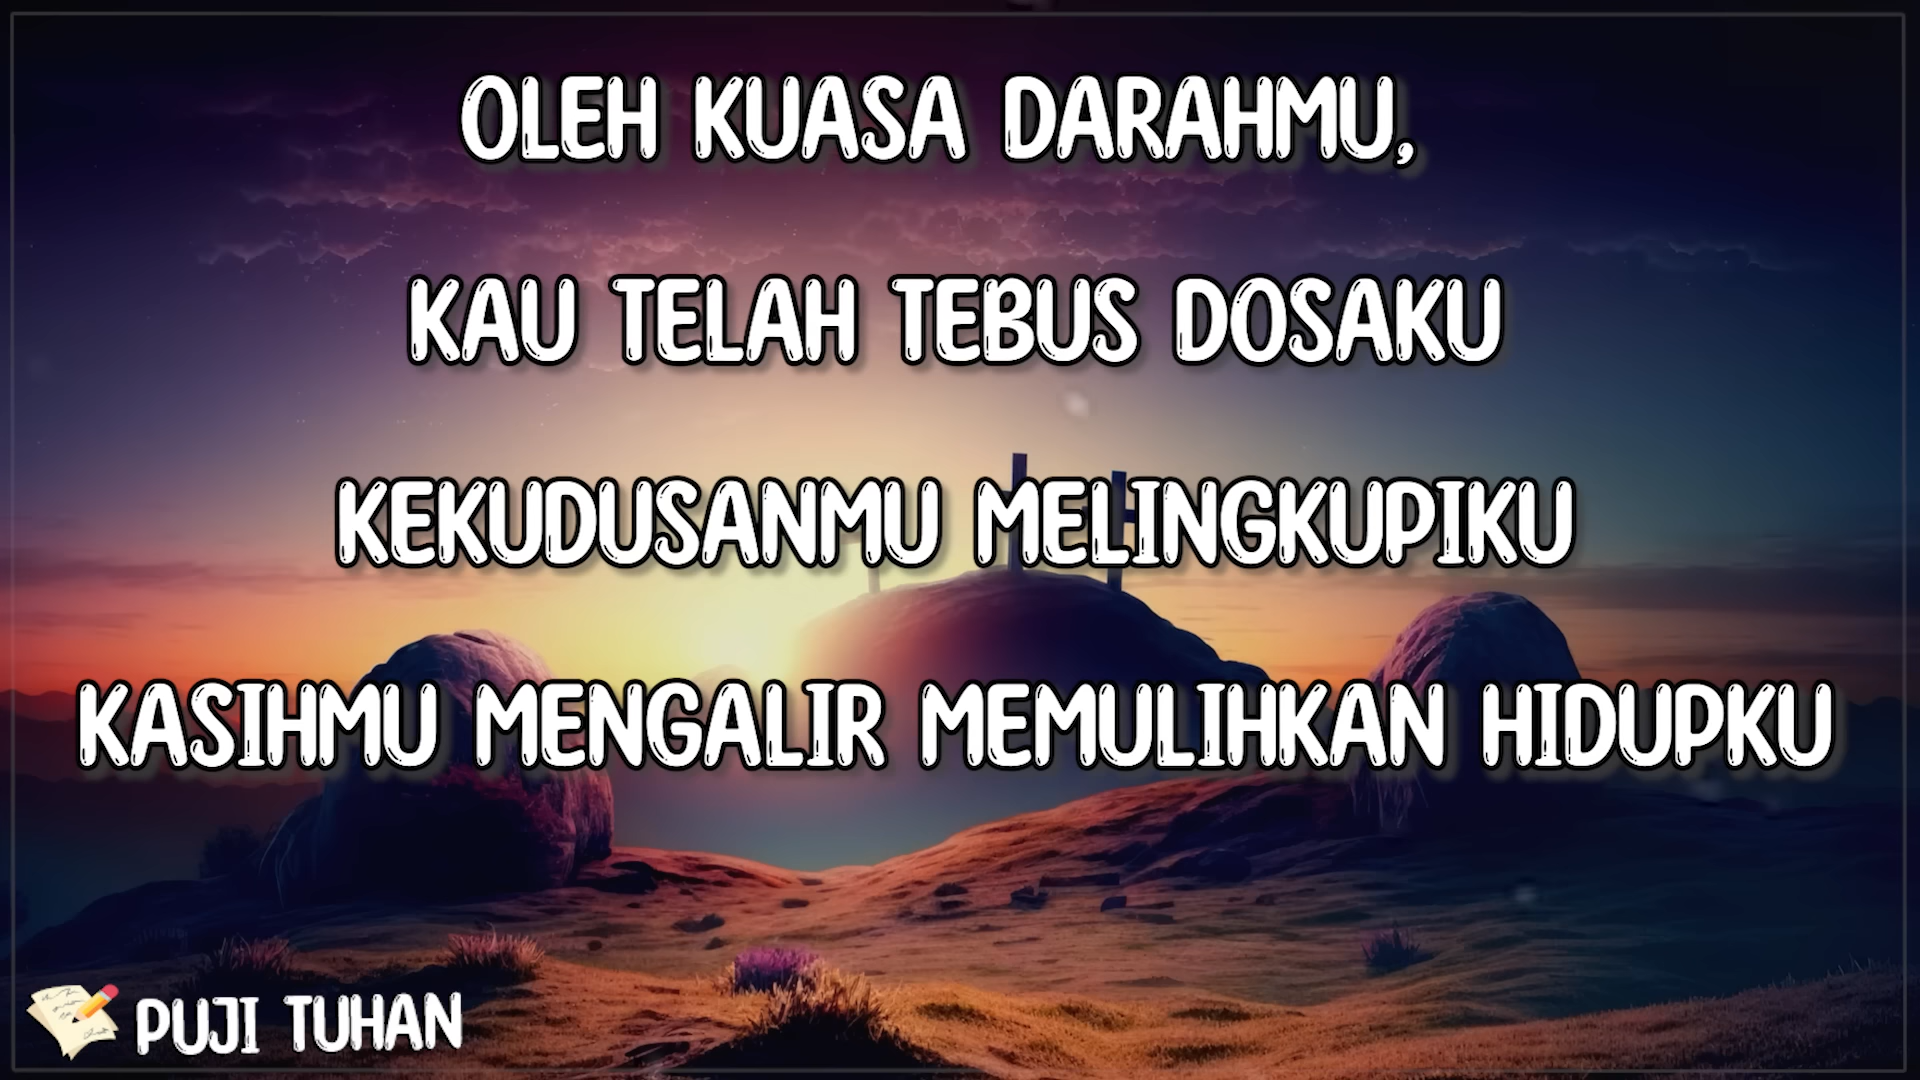 OLEH KUASA DARAHMU,
KAU TELAH TEBUS DOSAKU
KEKUDUSANMU MELINGKUPIKU
KASIHMU MENGALIR MEMULIHKAN HIDUPKU
PUJI TUHAN